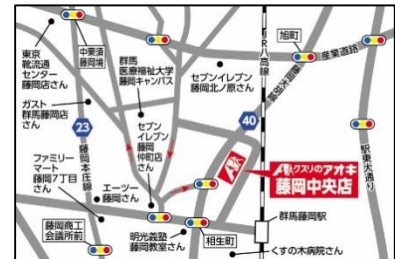 中栗須
藤岡境
旭町
JR八高線
産業道路
東京
靴流通
センター
藤岡店さん
群馬
医療福祉大学
藤岡キャンパス
セブンイレブン
藤岡北ノ原さん
ガスト
群馬藤岡店
さん
23
藤岡本庄線
セブン
イレブン
藤岡
仲町店
さん
40
藤岡大胡線
駅東大通り
クスリのアオキ
藤岡中央店
ファミリー
マート
藤岡7丁目
さん
エーツー
藤岡さん
群馬藤岡駅
藤岡商工
会議所前
明光義塾
藤岡教室さん
相生町
くすの木病院さん